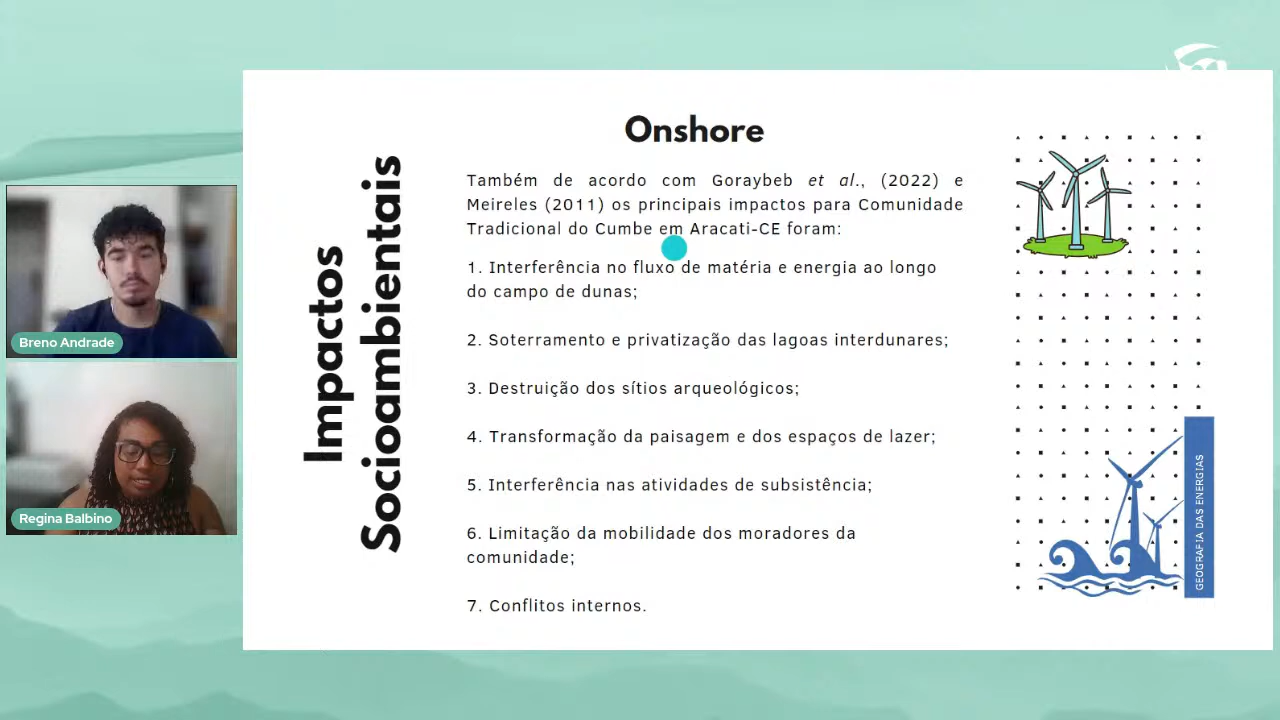 Onshore
Impactos
Socioambientais
Também de acordo com Goraybeb et al., (2022) e
Meireles (2011) os principais impactos para Comunidade
Tradicional do Cumbe em Aracati-CE foram:
1. Interferência no fluxo de matéria e energia ao longo
do campo de dunas;
2. Soterramento e privatização das lagoas interdunares;
3. Destruição dos sítios arqueológicos;
4. Transformação da paisagem e dos espaços de lazer;
5. Interferência nas atividades de subsistência;
6. Limitação da mobilidade dos moradores da
comunidade;
7. Conflitos internos.
GEOGRAFIA DAS ENERGIAS
Breno Andrade
Regina Balbino